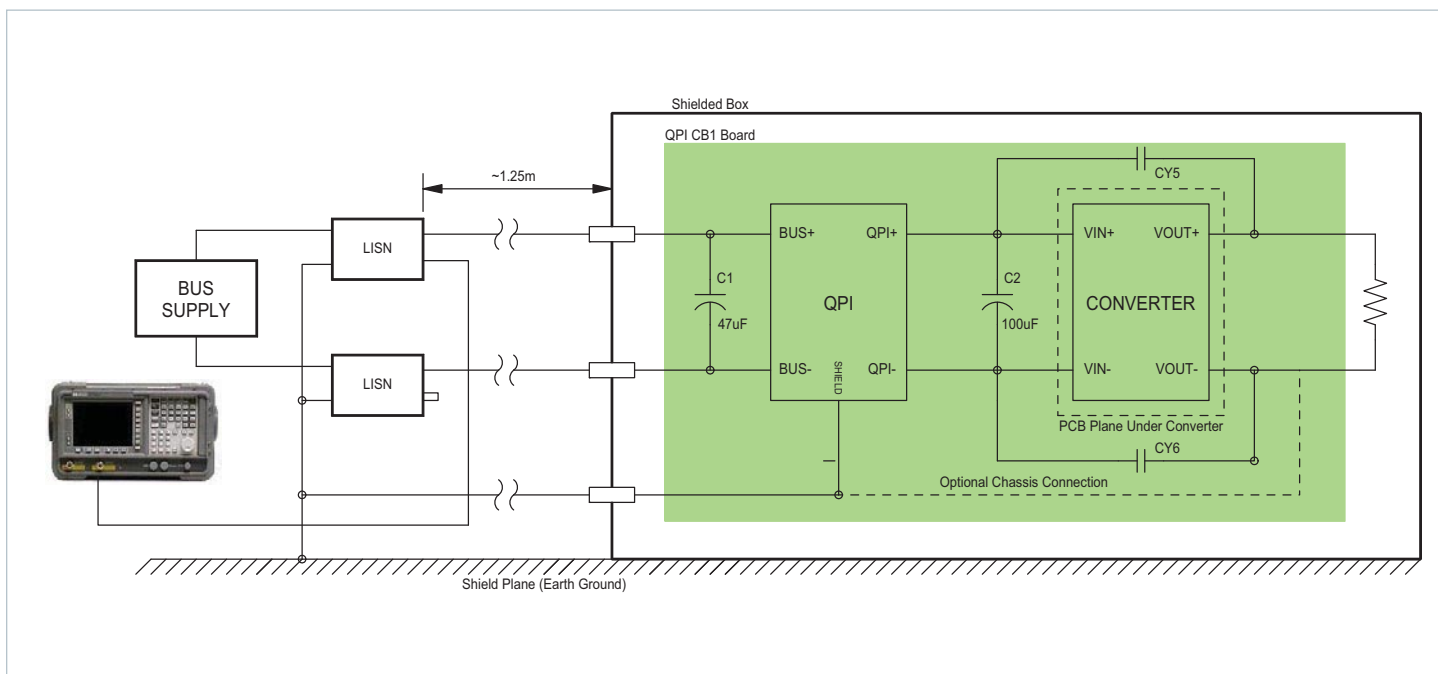 Shielded Box
QPI CB1 Board
~1.25m
CY5
LISN
BUS+
QPI+
VIN+
VOUT+
BUS
SUPPLY
C1
47uF
QPI
C2
100uF
CONVERTER
LISN
BUS-
SHIELD
QPI-
VIN-
VOUT-
PCB Plane Under Converter
CY6
Optional Chassis Connection
Shield Plane (Earth Ground)